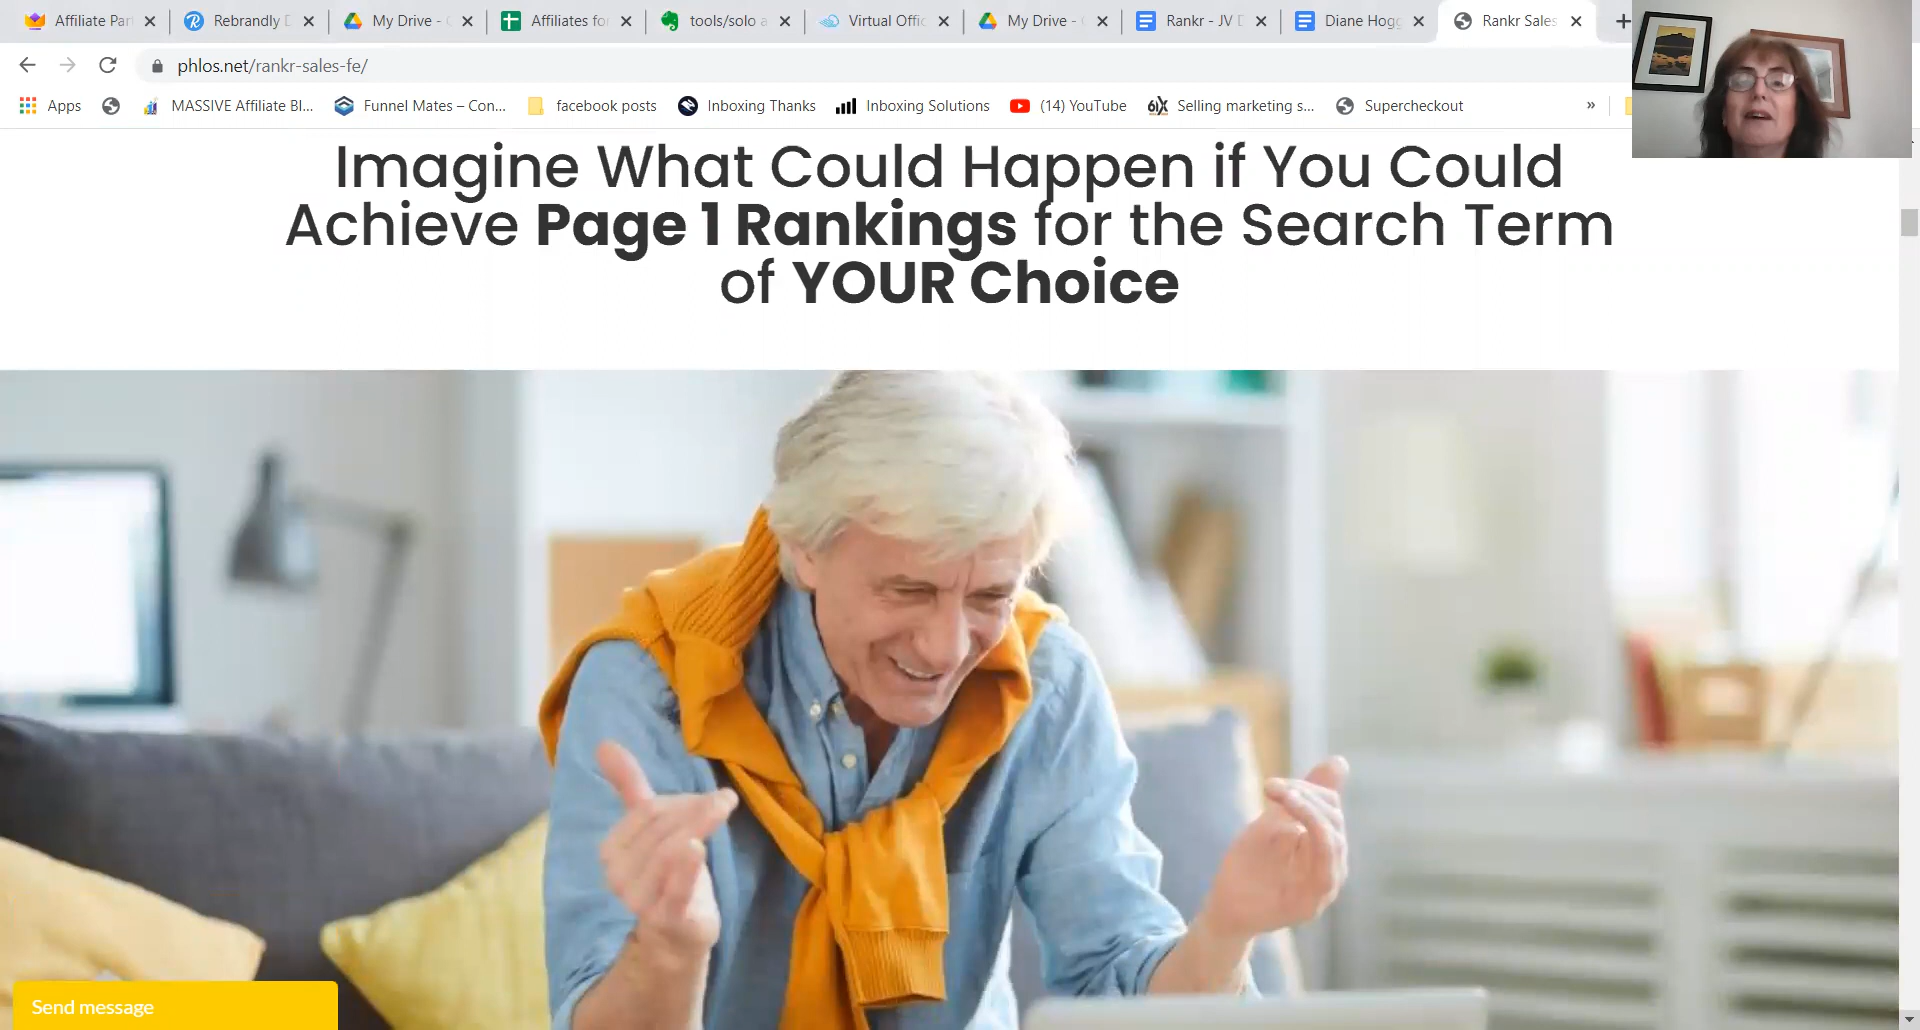 Affiliate Par
Rebrandly D
My Drive -
Affiliates for
tools/solo a
Virtual Offic
My Drive -
Rankr - JV D
Diane Hogg
Rankr Sales
phlos.net/rankr-sales-fe/
Apps
MASSIVE Affiliate Bl...
Funnel Mates – Con...
facebook posts
Inboxing Thanks
Inboxing Solutions
(14) YouTube
Selling marketing s...
Supercheckout
»
Imagine What Could Happen if You Could
Achieve Page 1 Rankings for the Search Term
of YOUR Choice
Send message